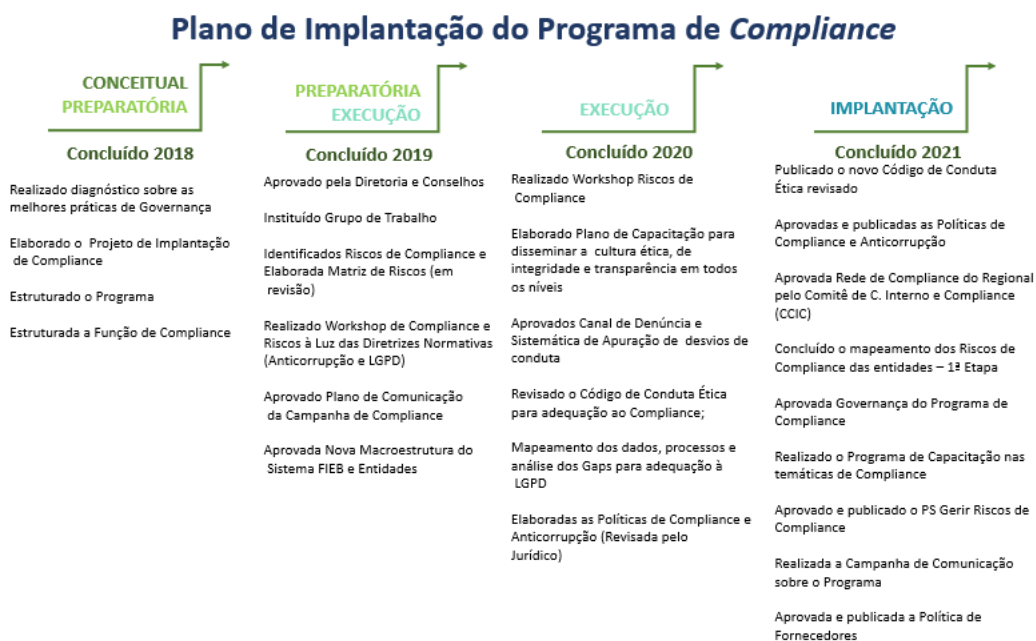 Plano de Implantação do Programa de Compliance
CONCEITUAL
PREPARATÓRIA
Concluído 2018
Realizado diagnóstico sobre as
melhores práticas de Governança
Elaborado o Projeto de Implantação
de Compliance
Estruturado o Programa
Estruturada a Função de Compliance
PREPARATÓRIA
EXECUÇÃO
Concluído 2019
Aprovado pela Diretoria e Conselhos
Instituído Grupo de Trabalho
Identificados Riscos de Compliance e
Elaborada Matriz de Riscos (em
revisão)
Realizado Workshop de Compliance e
Riscos à Luz das Diretrizes Normativas
(Anticorrupção e LGPD)
Aprovado Plano de Comunicação
da Campanha de Compliance
Aprovada Nova Macroestrutura do
Sistema FIEB e Entidades
EXECUÇÃO
Concluído 2020
Realizado Workshop Riscos de
Compliance
Elaborado Plano de Capacitação para
disseminar a cultura ética, de
integridade e transparência em todos
os níveis
Aprovados Canal de Denúncia e
Sistemática de Apuração de desvios de
conduta
Revisado o Código de Conduta Ética
para adequação ao Compliance;
Mapeamento dos dados, processos e
análise dos Gaps para adequação à
LGPD
Elaboradas as Políticas de Compliance e
Anticorrupção (Revisada pelo
Jurídico)
IMPLANTAÇÃO
Concluído 2021
Publicado o novo Código de Conduta
Ética revisado
Aprovadas e publicadas as Políticas de
Compliance e Anticorrupção
Aprovada Rede de Compliance do Regional
pelo Comitê de C. Interno e Compliance
(CCIC)
Concluído o mapeamento dos Riscos de
Compliance das entidades – 1ª Etapa
Aprovada Governança do Programa de
Compliance
Realizado o Programa de Capacitação nas
temáticas de Compliance
Aprovado e publicado o PS Gerir Riscos de
Compliance
Realizada a Campanha de Comunicação
sobre o Programa
Aprovada e publicada a Política de
Fornecedores